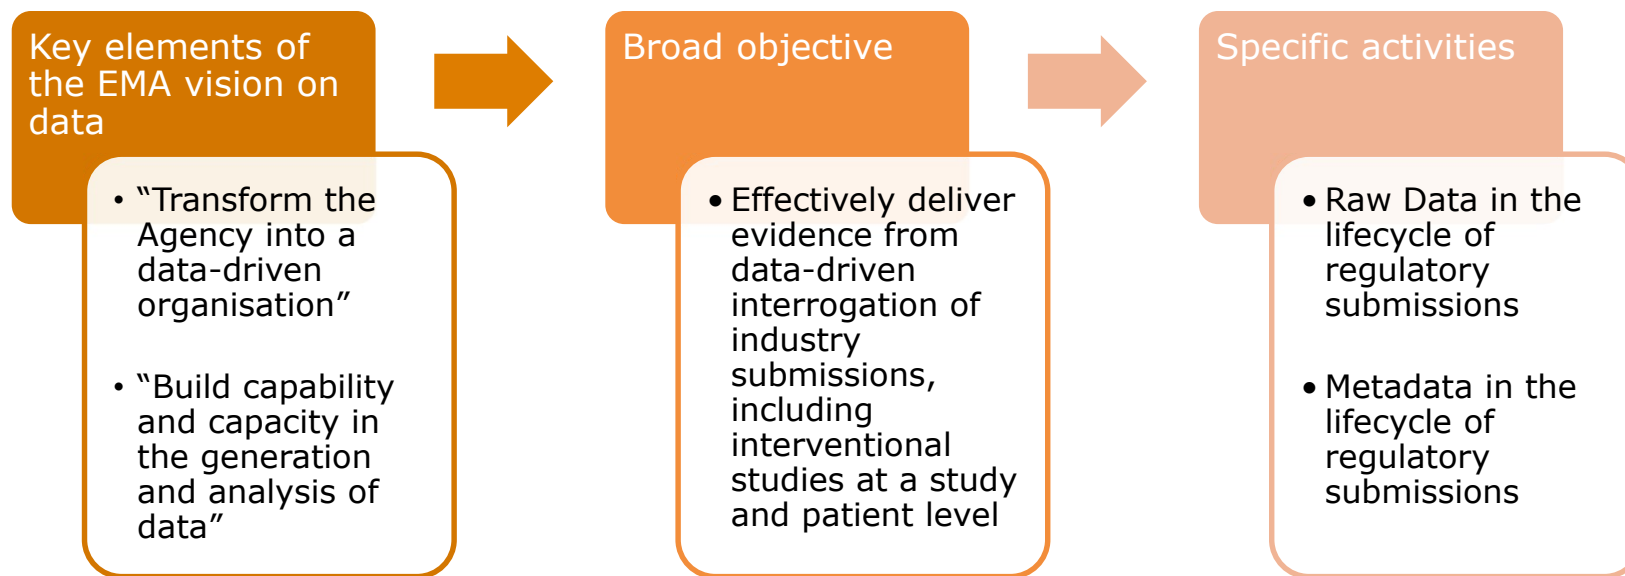 Key elements of
the EMA vision on
data
• “Transform the
Agency into a
data-driven
organisation”
• “Build capability
and capacity in
the generation
and analysis of
data”
Broad objective
• Effectively deliver
evidence from
data-driven
interrogation of
industry
submissions,
including
interventional
studies at a study
and patient level
Specific activities
• Raw Data in the
lifecycle of
regulatory
submissions
• Metadata in the
lifecycle of
regulatory
submissions